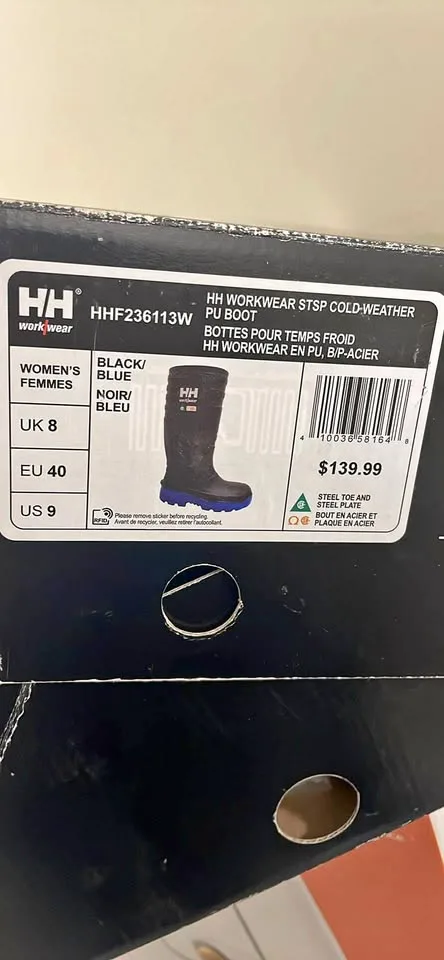 HH®
workwear
HHF236113W
HH WORKWEAR STSP COLD-WEATHER
PU BOOT
BOTTES POUR TEMPS FROID
HH WORKWEAR EN PU, B/P-ACIER
WOMEN'S
FEMMES
UK 8
EU 40
US 9
BLACK/
BLUE
NOIR/
BLEU
HH
RFID
Please remove sticker before recycling.
Avant de recycler, veuillez retirer l'autocollant.
4 10036 58164 8
$139.99
STEEL TOE AND
STEEL PLATE
BOUT EN ACIER ET
PLAQUE EN ACIER